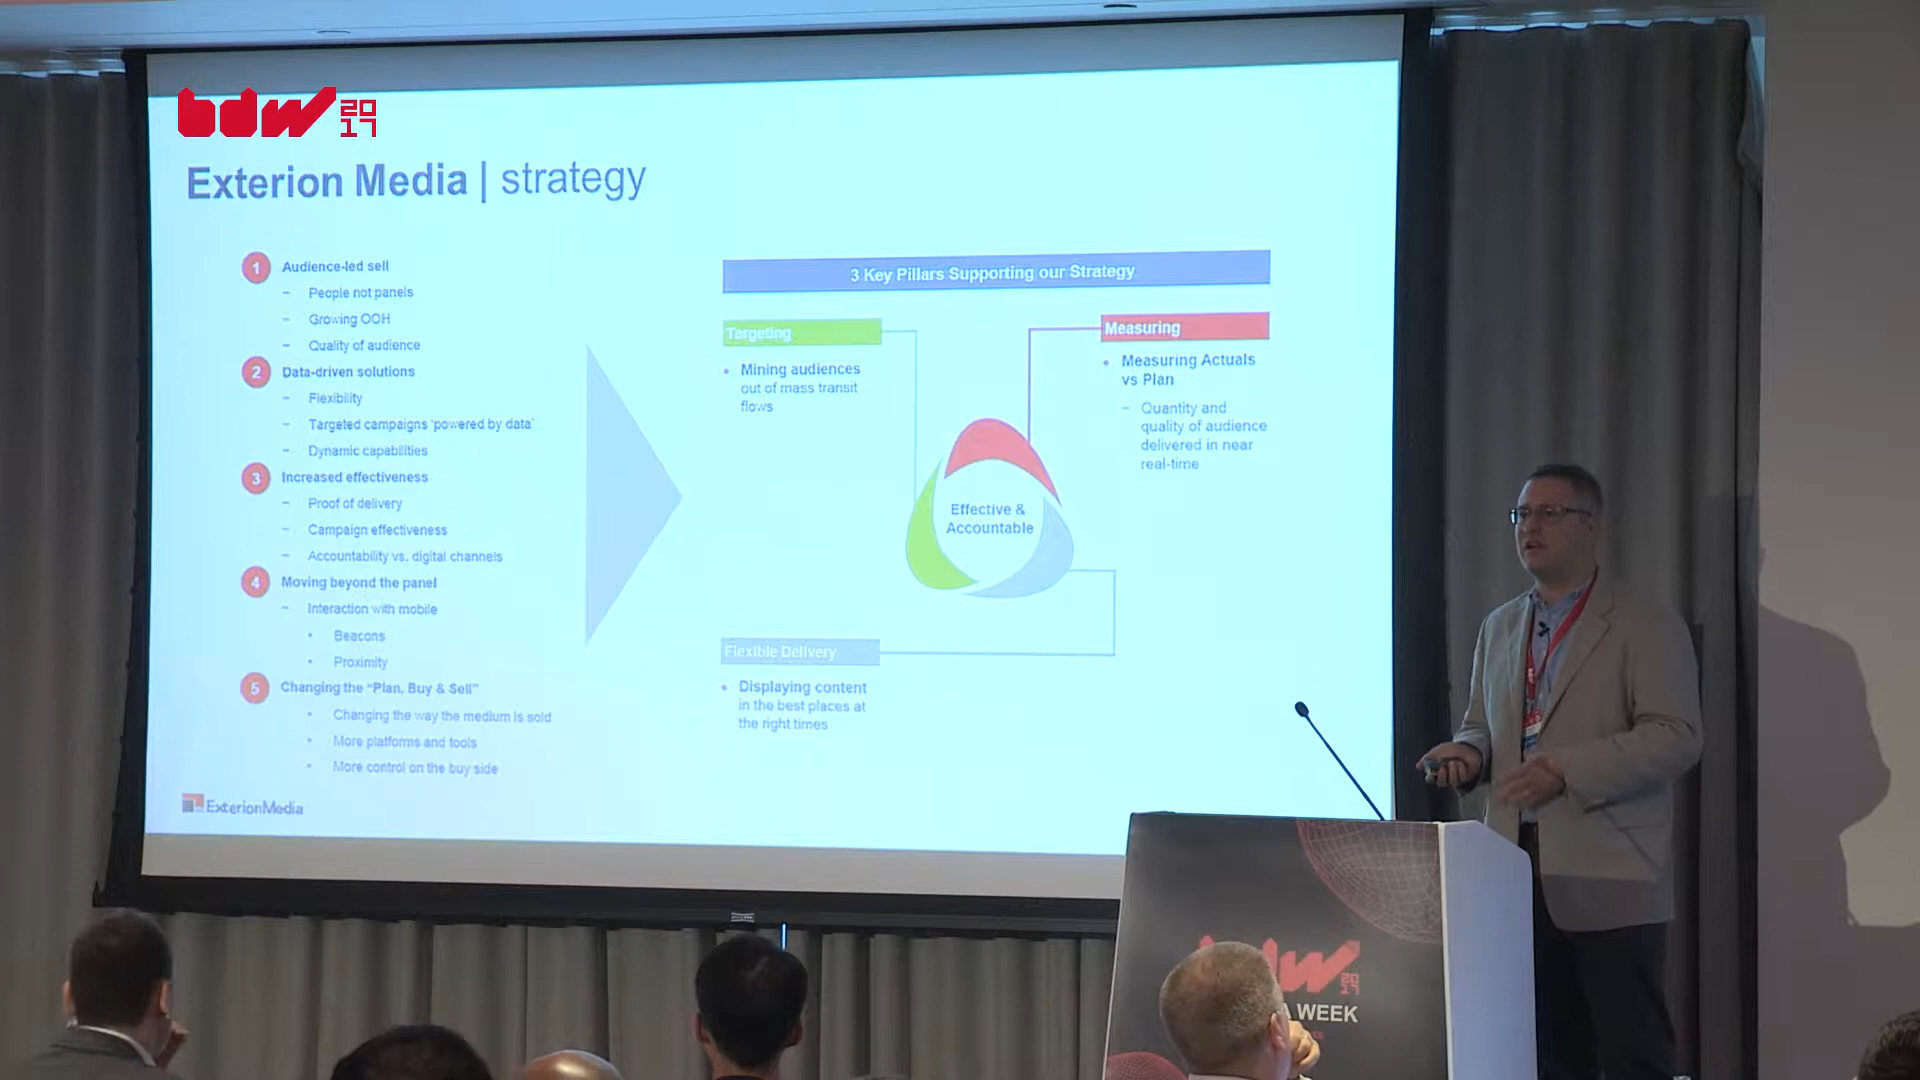 bdw 2017
Exterion Media | strategy
1 Audience-led sell
– People not panels
– Growing OOH
– Quality of audience
2 Data-driven solutions
– Flexibility
– Targeted campaigns 'powered by data'
– Dynamic capabilities
3 Increased effectiveness
– Proof of delivery
– Campaign effectiveness
– Accountability vs. digital channels
4 Moving beyond the panel
– Interaction with mobile
• Beacons
• Proximity
5 Changing the “Plan, Buy & Sell”
• Changing the way the medium is sold
• More platforms and tools
• More control on the buy side
ExterionMedia
3 Key Pillars Supporting our Strategy
Targeting
• Mining audiences
out of mass transit
flows
Measuring
• Measuring Actuals
vs Plan
– Quantity and
quality of audience
delivered in near
real-time
Effective &
Accountable
Flexible Delivery
• Displaying content
in the best places at
the right times
bdw 2017
A WEEK